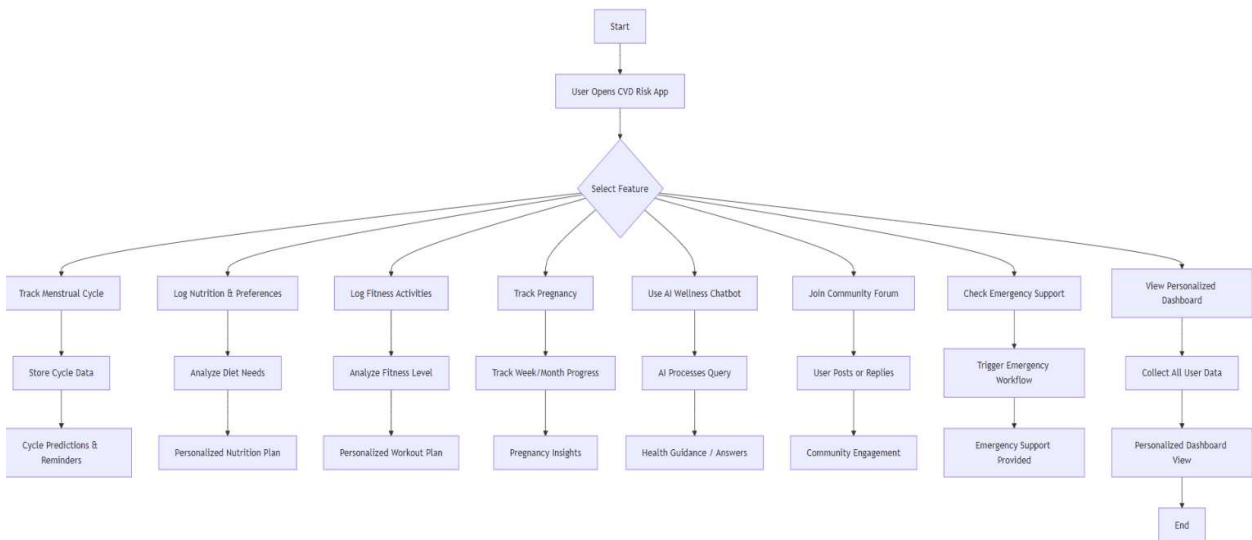 Start
User Opens CVD Risk App
Select Feature
Track Menstrual Cycle
Log Nutrition & Preferences
Log Fitness Activities
Track Pregnancy
Use AI Wellness Chatbot
Join Community Forum
Check Emergency Support
View Personalized
Dashboard
Store Cycle Data
Analyze Diet Needs
Analyze Fitness Level
Track Week/Month Progress
AI Processes Query
User Posts or Replies
Trigger Emergency
Workflow
Collect All User Data
Cycle Predictions &
Reminders
Personalized Nutrition Plan
Personalized Workout Plan
Pregnancy Insights
Health Guidance / Answers
Community Engagement
Emergency Support
Provided
Personalized Dashboard
View
End